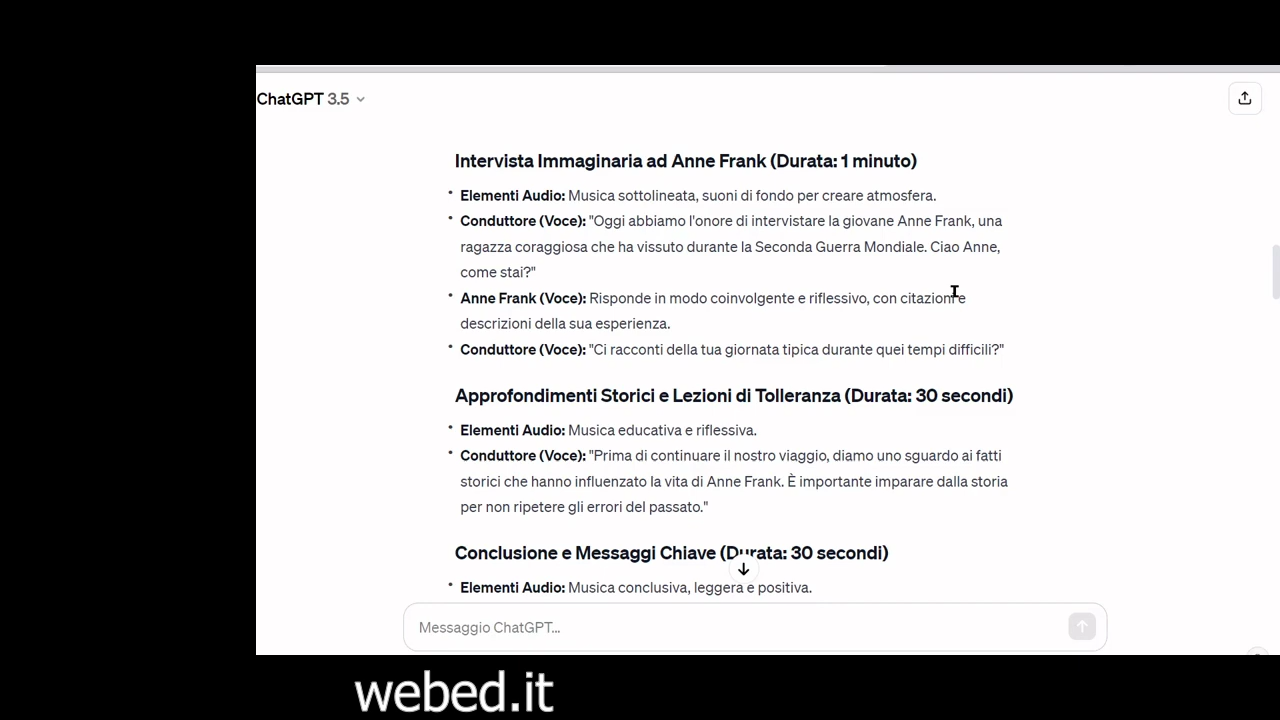 ChatGPT 3.5
Intervista Immaginaria ad Anne Frank (Durata: 1 minuto)
• Elementi Audio: Musica sottolineata, suoni di fondo per creare atmosfera.
• Conduttore (Voce): "Oggi abbiamo l'onore di intervistare la giovane Anne Frank, una
ragazza coraggiosa che ha vissuto durante la Seconda Guerra Mondiale. Ciao Anne,
come stai?"
• Anne Frank (Voce): Risponde in modo coinvolgente e riflessivo, con citazioni e
descrizioni della sua esperienza.
• Conduttore (Voce): "Ci racconti della tua giornata tipica durante quei tempi difficili?"
Approfondimenti Storici e Lezioni di Tolleranza (Durata: 30 secondi)
• Elementi Audio: Musica educativa e riflessiva.
• Conduttore (Voce): "Prima di continuare il nostro viaggio, diamo uno sguardo ai fatti
storici che hanno influenzato la vita di Anne Frank. È importante imparare dalla storia
per non ripetere gli errori del passato."
Conclusione e Messaggi Chiave (Durata: 30 secondi)
• Elementi Audio: Musica conclusiva, leggera e positiva.
Messaggio ChatGPT...
webed.it